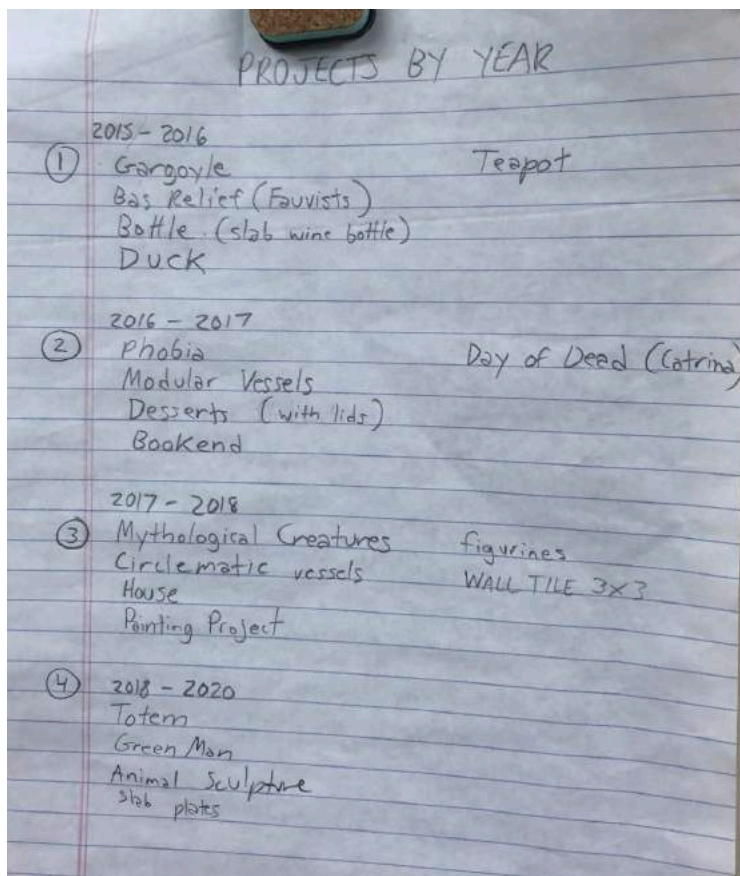 PROJECTS BY YEAR
2015 - 2016
① Gargoyle Teapot
Bas Relief (Fauvists)
Bottle (slab wine bottle)
DUCK
2016 - 2017
② Phobia Day of Dead (Catrina)
Modular Vessels
Desserts (with lids)
Bookend
2017 - 2018
③ Mythological Creatures figurines
Circlematic vessels WALL TILE 3x3
House
Painting Project
④ 2018 - 2020
Totem
Green Man
Animal Sculpture
slab plates